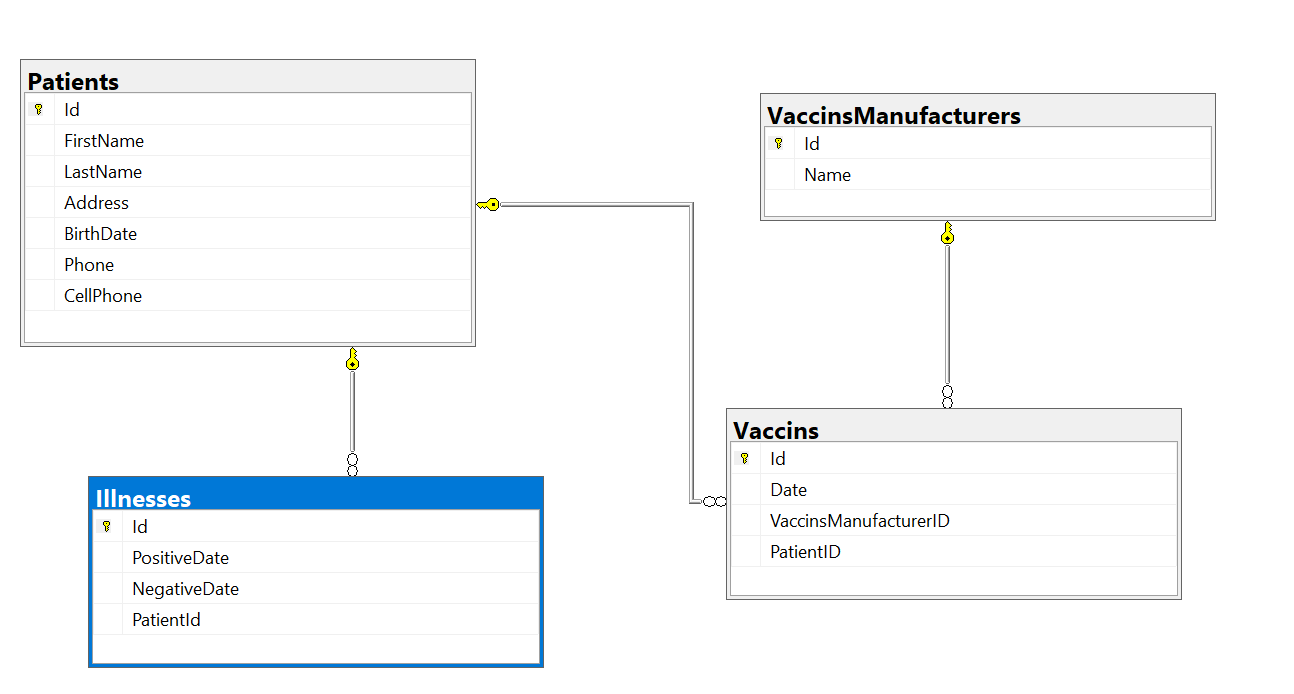 Patients
Id
FirstName
LastName
Address
BirthDate
Phone
CellPhone
VaccinsManufacturers
Id
Name
Illnesses
Id
PositiveDate
NegativeDate
PatientId
Vaccins
Id
Date
VaccinsManufacturerID
PatientID